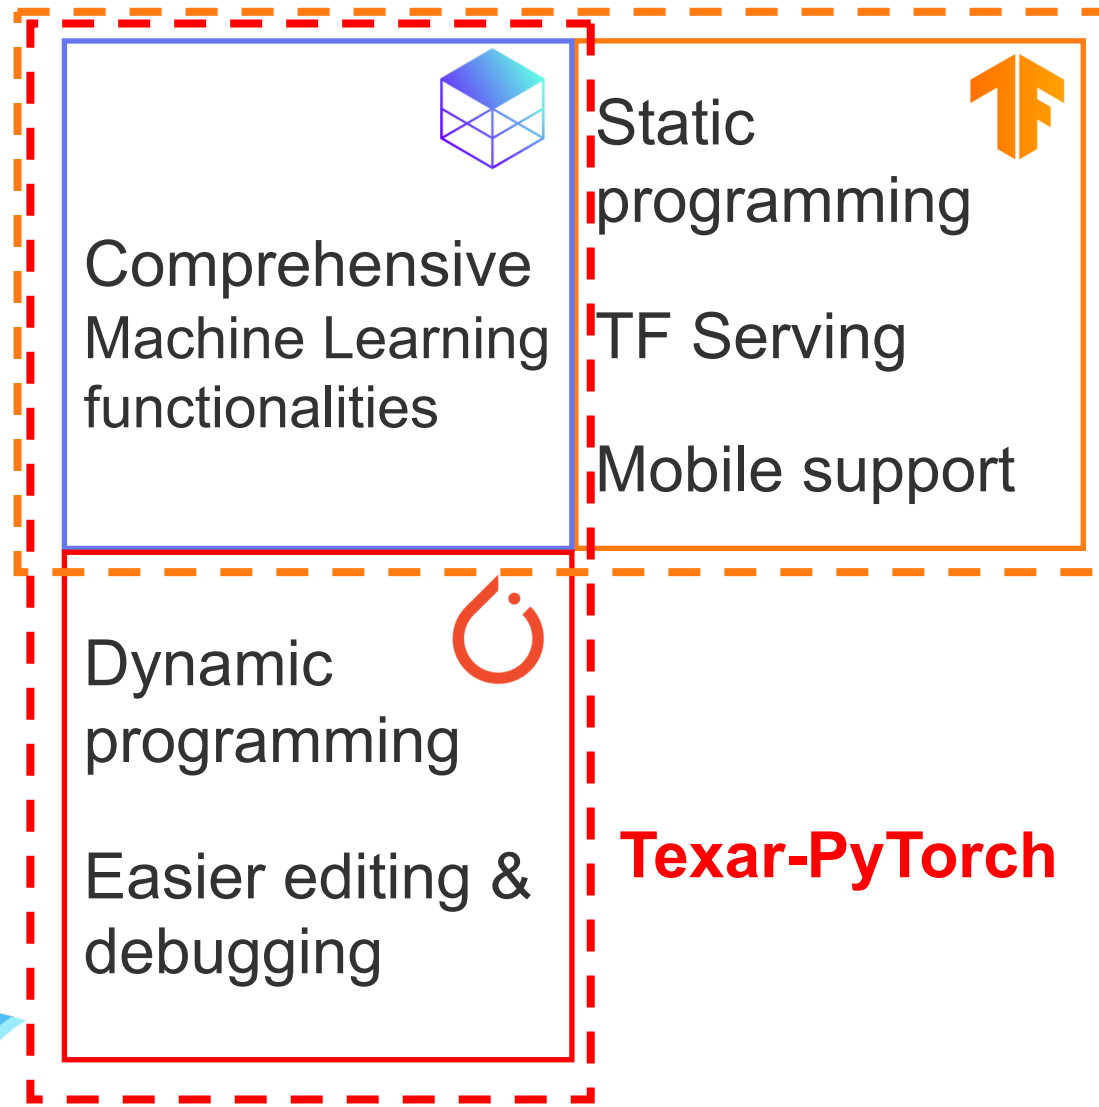 Comprehensive
Machine Learning
functionalities
Static
programming
TF Serving
Mobile support
Dynamic
programming
Easier editing &
debugging
Texar-PyTorch